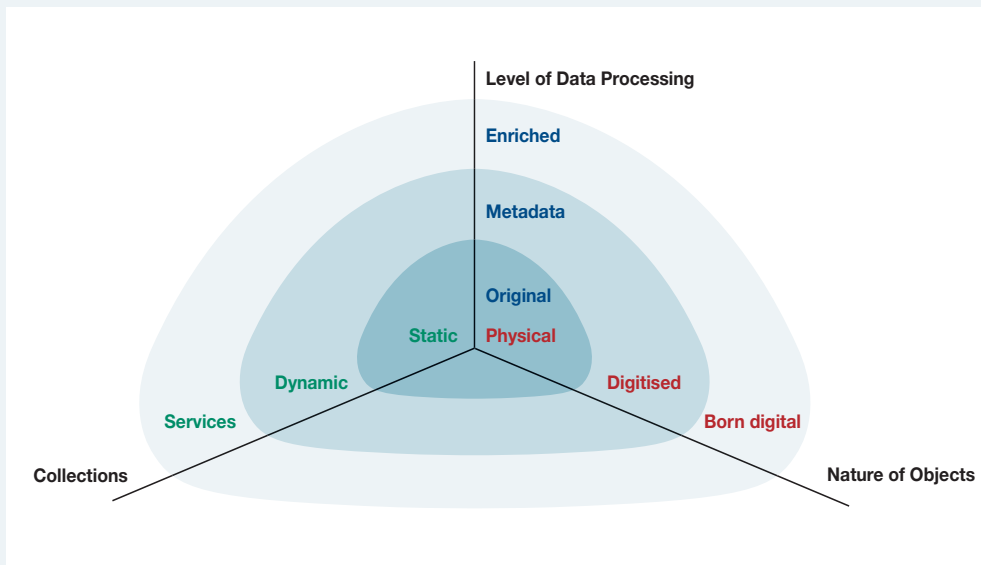 Level of Data Processing
Enriched
Metadata
Original
Static
Physical
Dynamic
Digitised
Services
Born digital
Collections
Nature of Objects